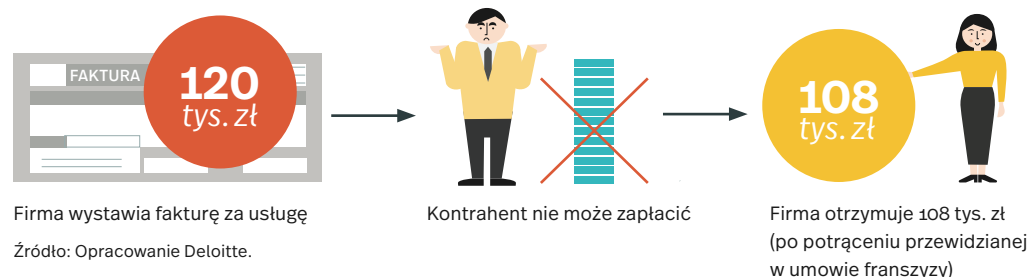 FAKTURA
120
tys. zł
108
tys. zł
Firma wystawia fakturę za usługę
Kontrahent nie może zapłacić
Firma otrzymuje 108 tys. zł
(po potrąceniu przewidzianej
w umowie franszyzy)
Źródło: Opracowanie Deloitte.